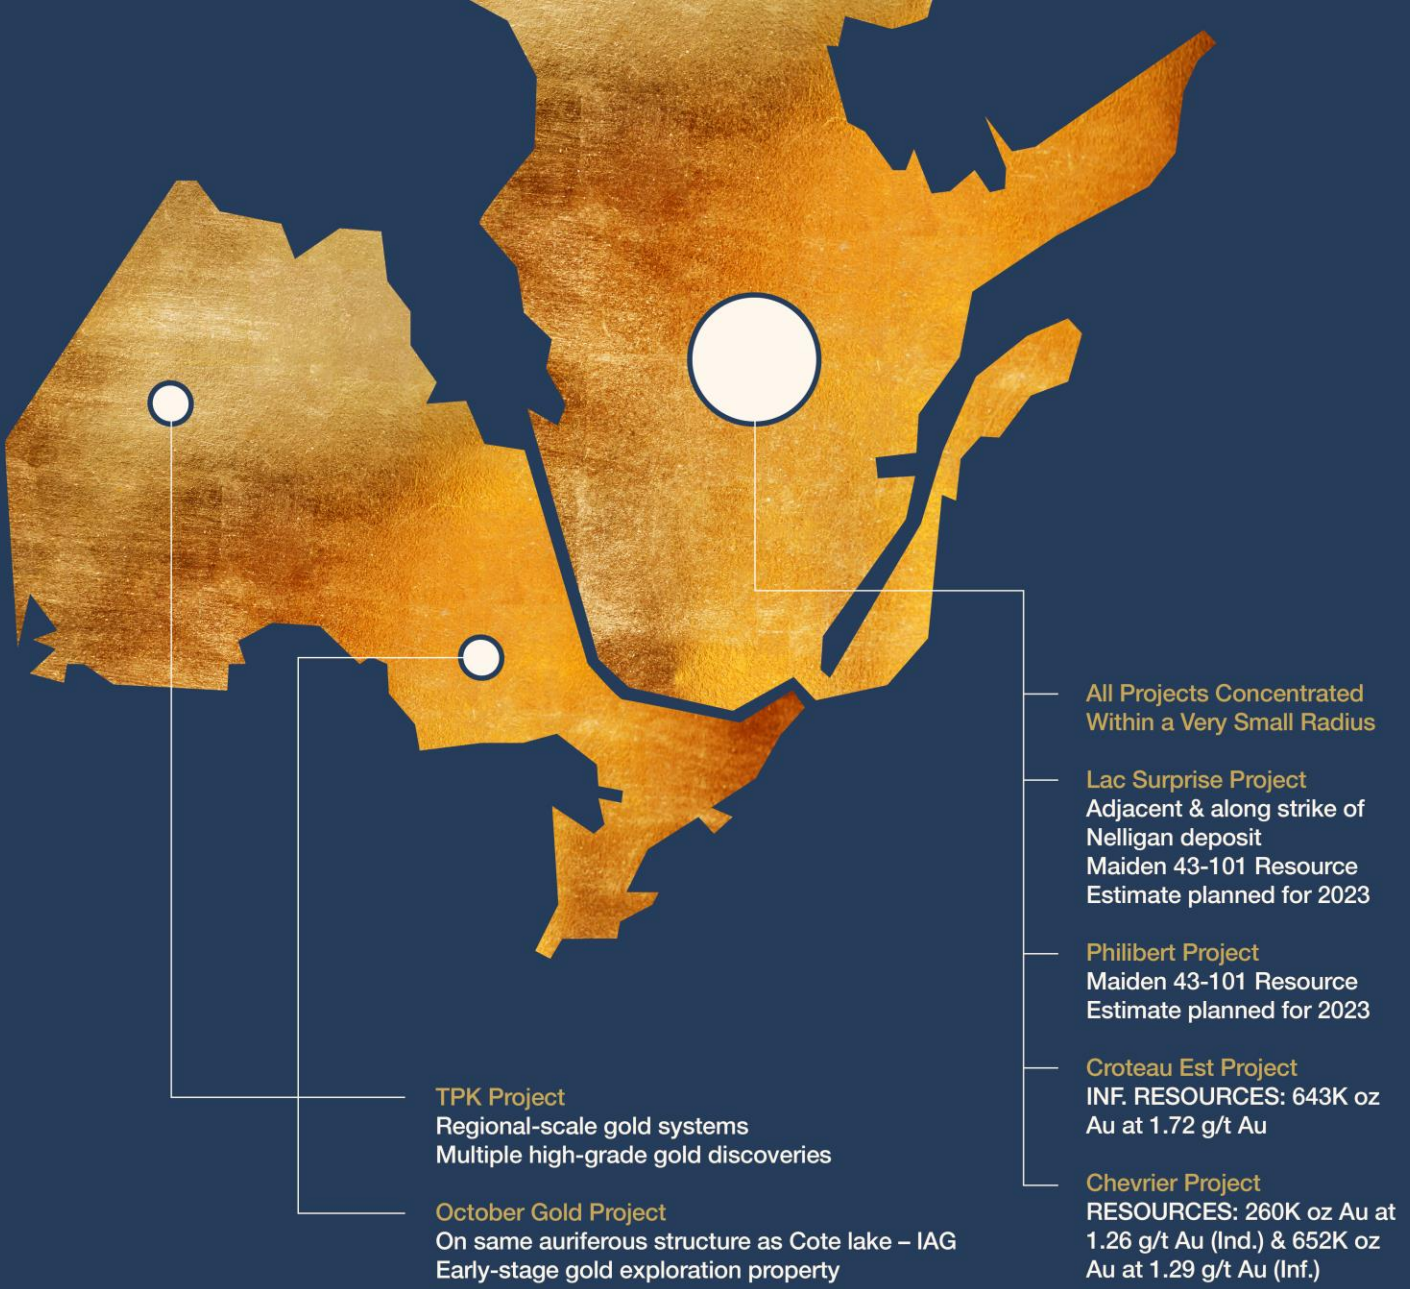 All Projects Concentrated
Within a Very Small Radius
Lac Surprise Project
Adjacent & along strike of
Nelligan deposit
Maiden 43-101 Resource
Estimate planned for 2023
Philibert Project
Maiden 43-101 Resource
Estimate planned for 2023
Croteau Est Project
INF. RESOURCES: 643K oz
Au at 1.72 g/t Au
Chevrier Project
RESOURCES: 260K oz Au at
1.26 g/t Au (Ind.) & 652K oz
Au at 1.29 g/t Au (Inf.)
TPK Project
Regional-scale gold systems
Multiple high-grade gold discoveries
October Gold Project
On same auriferous structure as Cote lake – IAG
Early-stage gold exploration property